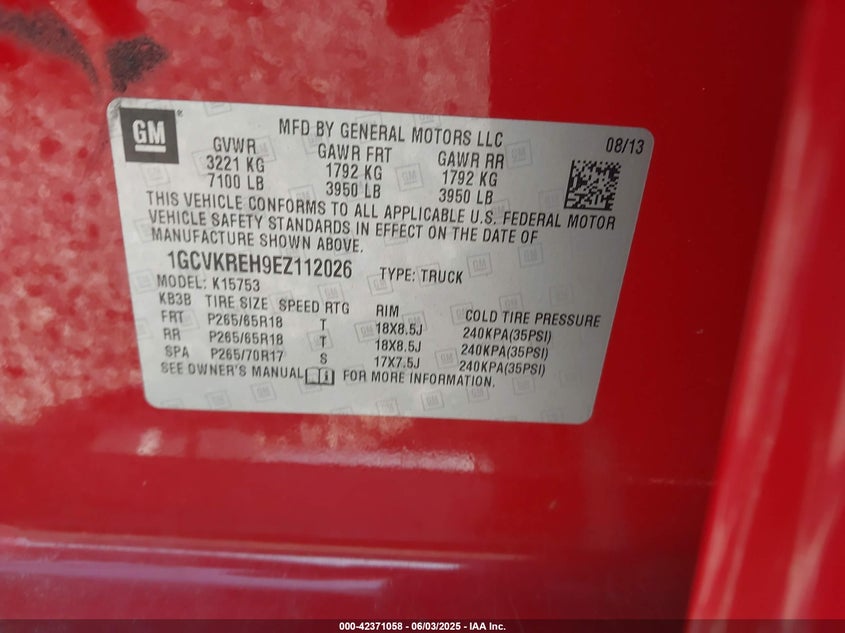 GM ®
MFD BY GENERAL MOTORS LLC 08/13
GVWR GAWR FRT GAWR RR
3221 KG 1792 KG 1792 KG
7100 LB 3950 LB 3950 LB
THIS VEHICLE CONFORMS TO ALL APPLICABLE U.S. FEDERAL MOTOR
VEHICLE SAFETY STANDARDS IN EFFECT ON THE DATE OF
MANUFACTURE SHOWN ABOVE.
1GCVKREH9EZ112026 TYPE: TRUCK
MODEL: K15753
KB3B TIRE SIZE SPEED RTG RIM COLD TIRE PRESSURE
FRT P265/65R18 T 18X8.5J 240KPA(35PSI)
RR P265/65R18 T 18X8.5J 240KPA(35PSI)
SPA P265/70R17 S 17X7.5J 240KPA(35PSI)
SEE OWNER'S MANUAL FOR MORE INFORMATION.
000-42371058 - 06/03/2025 - IAA Inc.